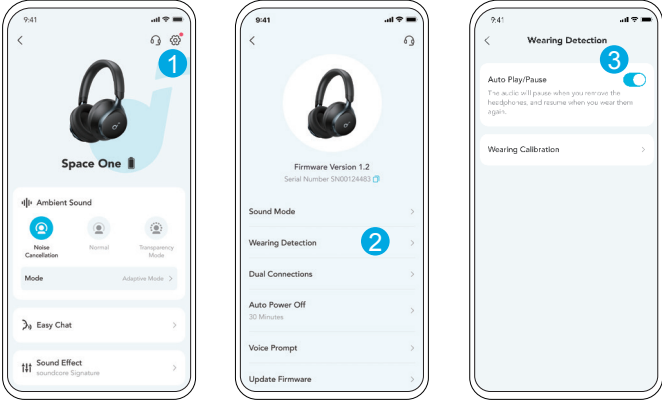 9:41
1
Space One
Ambient Sound
Noise
Cancellation
Normal
Transparency
Mode
Mode
Adaptive Mode
Easy Chat
Sound Effect
soundcore Signature
9:41
Firmware Version 1.2
Serial Number SN00124483
Sound Mode
Wearing Detection
2
Dual Connections
Auto Power Off
30 Minutes
Voice Prompt
Update Firmware
9:41
Wearing Detection
3
Auto Play/Pause
The audio will pause when you remove the
headphones, and resume when you wear them
again.
Wearing Calibration